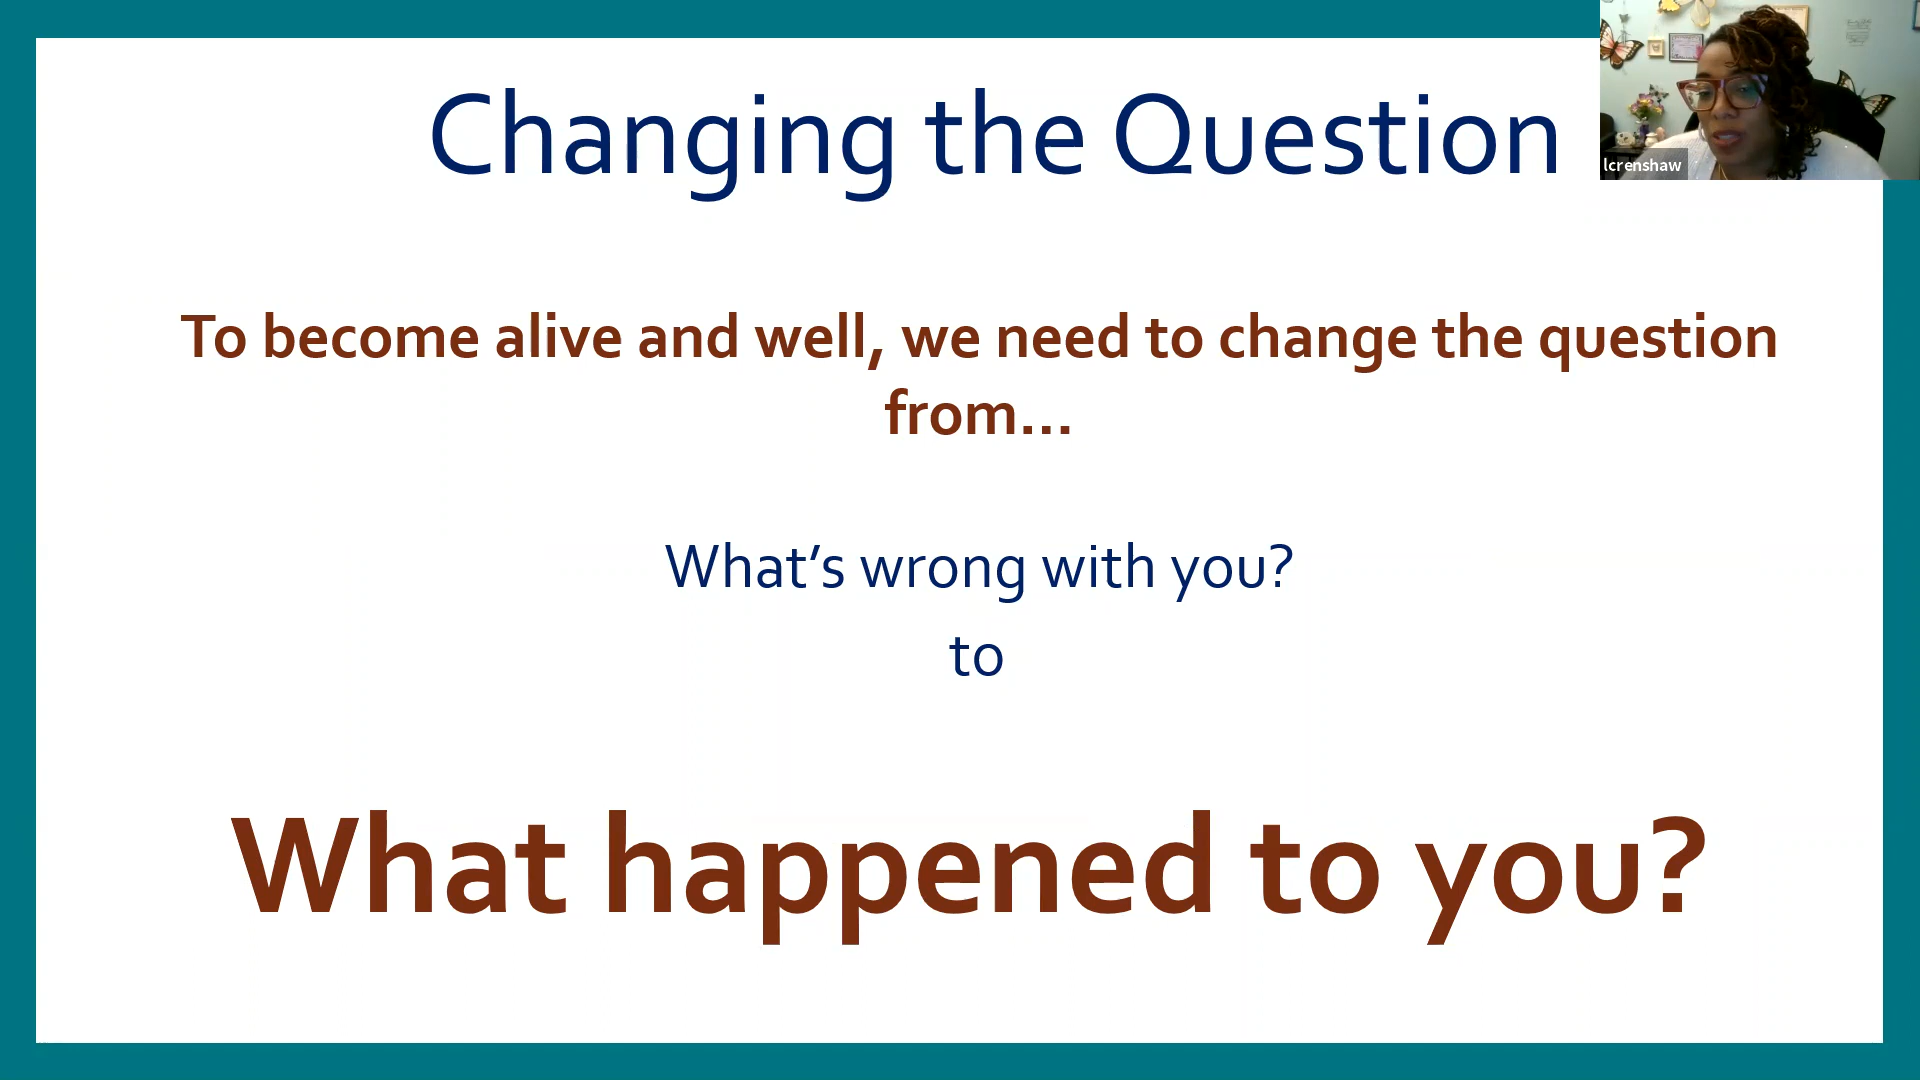 Changing the Question
lcrenshaw
To become alive and well, we need to change the question
from...
What’s wrong with you?
to
What happened to you?